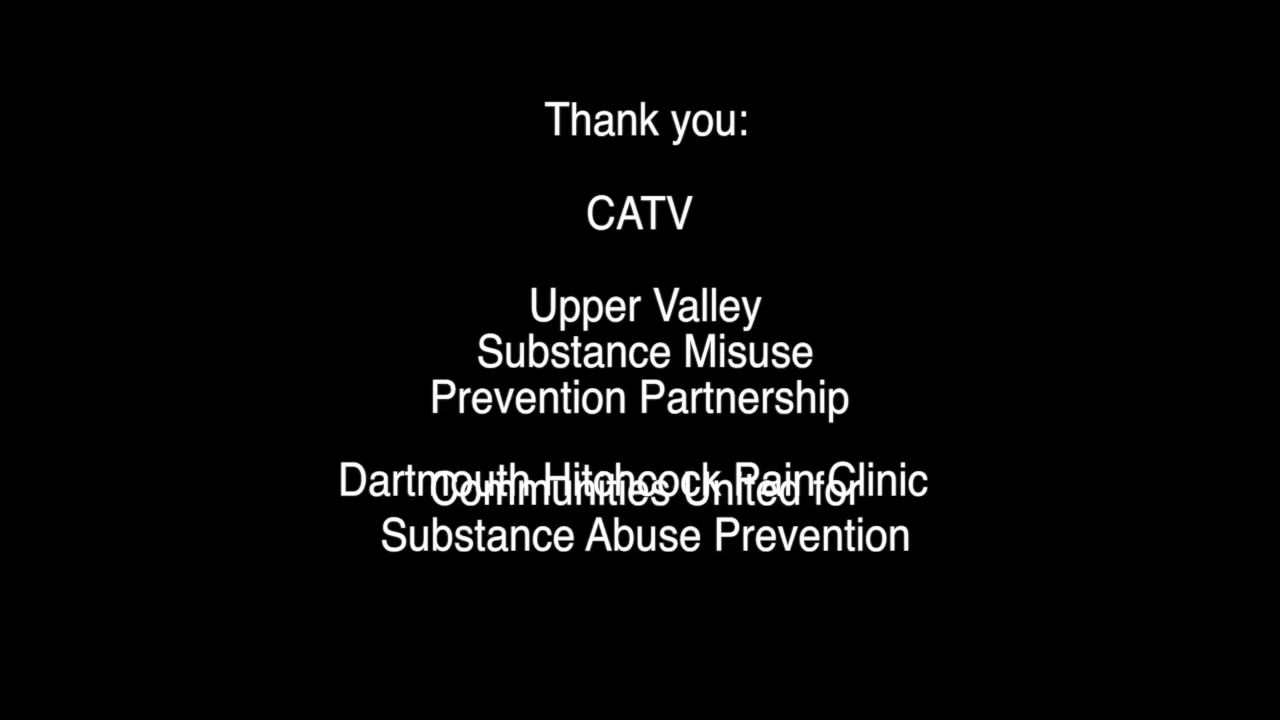 Thank you:
CATV
Upper Valley
Substance Misuse
Prevention Partnership
Dartmouth Hitchcock Pain Clinic
Communities United for
Substance Abuse Prevention